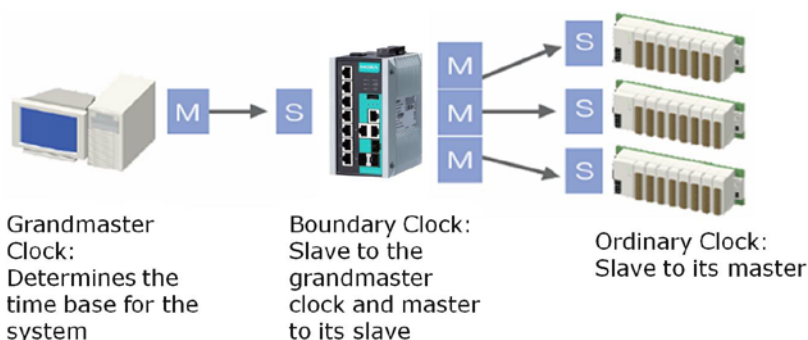 M
S
M
M
M
S
S
S
Grandmaster
Clock:
Determines the
time base for the
system
Boundary Clock:
Slave to the
grandmaster
clock and master
to its slave
Ordinary Clock:
Slave to its master